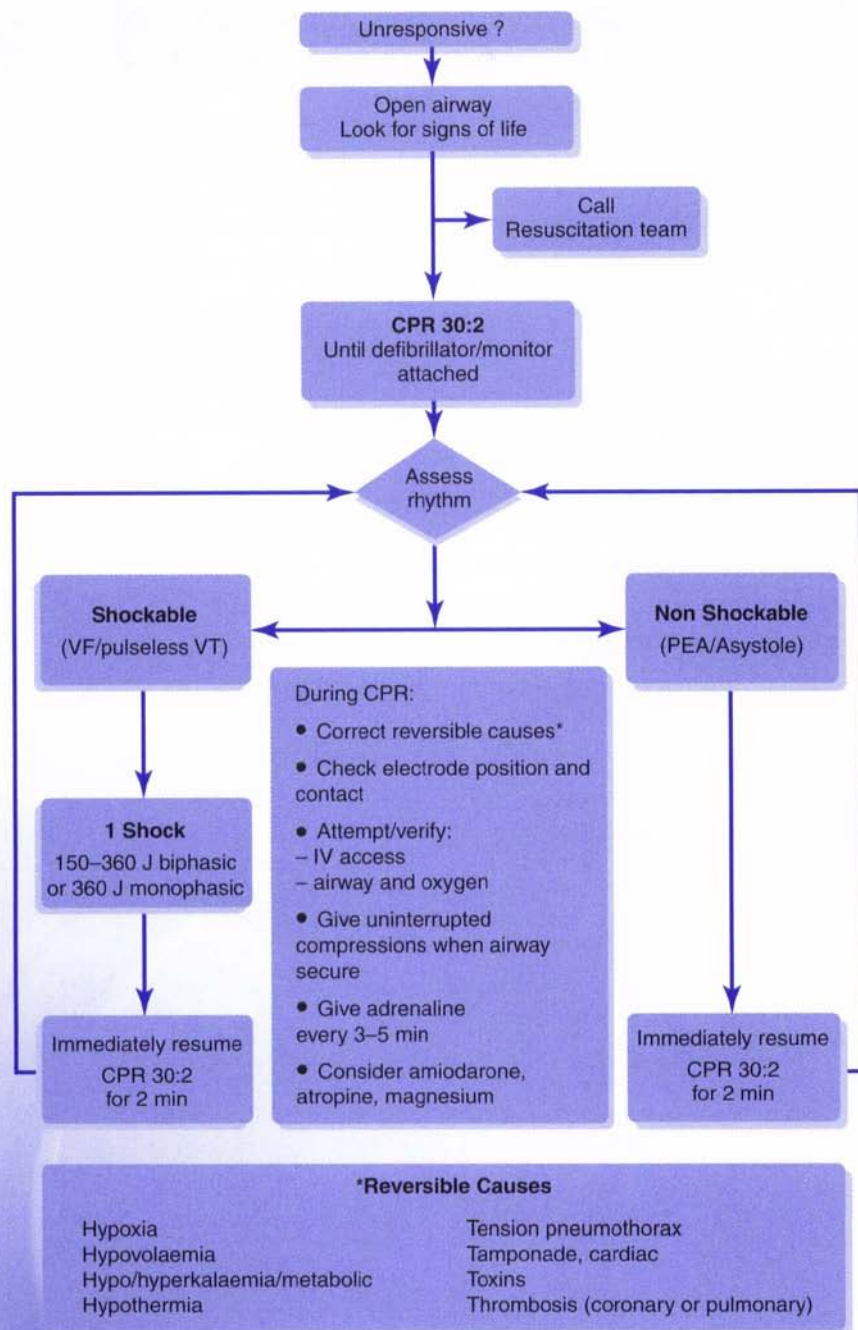 Unresponsive ?
Open airway
Look for signs of life
Call
Resuscitation team
CPR 30:2
Until defibrillator/monitor
attached
Assess
rhythm
Shockable
(VF/pulseless VT)
Non Shockable
(PEA/Asystole)
1 Shock
150–360 J biphasic
or 360 J monophasic
Immediately resume
CPR 30:2
for 2 min
During CPR:
• Correct reversible causes*
• Check electrode position and
contact
• Attempt/verify:
– IV access
– airway and oxygen
• Give uninterrupted
compressions when airway
secure
• Give adrenaline
every 3–5 min
• Consider amiodarone,
atropine, magnesium
Immediately resume
CPR 30:2
for 2 min
*Reversible Causes
Hypoxia
Hypovolaemia
Hypo/hyperkalaemia/metabolic
Hypothermia
Tension pneumothorax
Tamponade, cardiac
Toxins
Thrombosis (coronary or pulmonary)